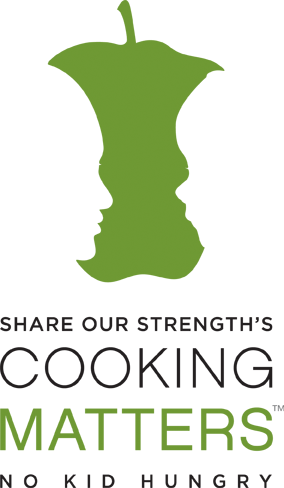 SHARE OUR STRENGTH'S
COOKING
MATTERS™
NO KID HUNGRY